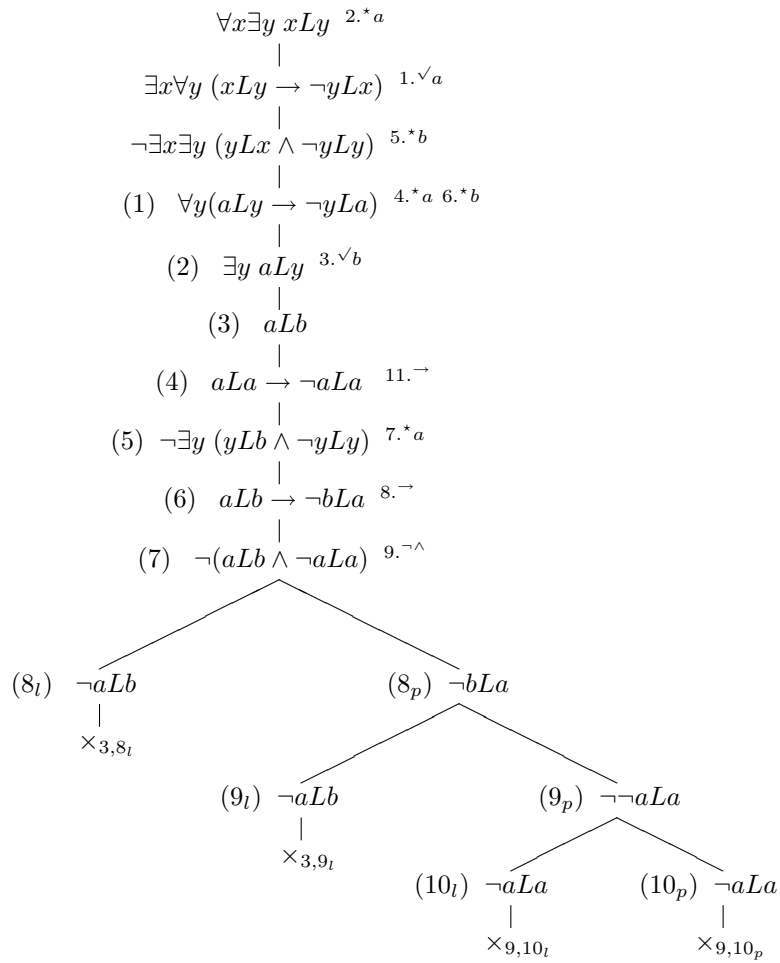 ∀x∃y xLy 2.⋆a
∃x∀y (xLy → ¬yLx) 1.√a
¬∃x∃y (yLx ∧ ¬yLy) 5.⋆b
(1) ∀y(aLy → ¬yLa) 4.⋆a 6.⋆b
(2) ∃y aLy 3.√b
(3) aLb
(4) aLa → ¬aLa 11.→
(5) ¬∃y (yLb ∧ ¬yLy) 7.⋆a
(6) aLb → ¬bLa 8.→
(7) ¬(aLb ∧ ¬aLa) 9.¬∧
(8l) ¬aLb (8p) ¬bLa
×3,8l
(9l) ¬aLb (9p) ¬¬aLa
×3,9l
(10l) ¬aLa (10p) ¬aLa
×9,10l ×9,10p